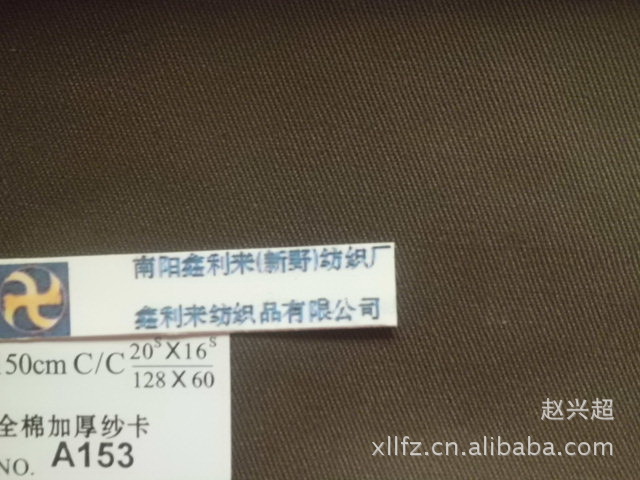 南阳鑫利来(新野)纺织厂
鑫利来纺织品有限公司
150cm C/C 20S X 16S
128 X 60
全棉加厚纱卡
NO. A153
赵兴超
xllfz.cn.alibaba.com